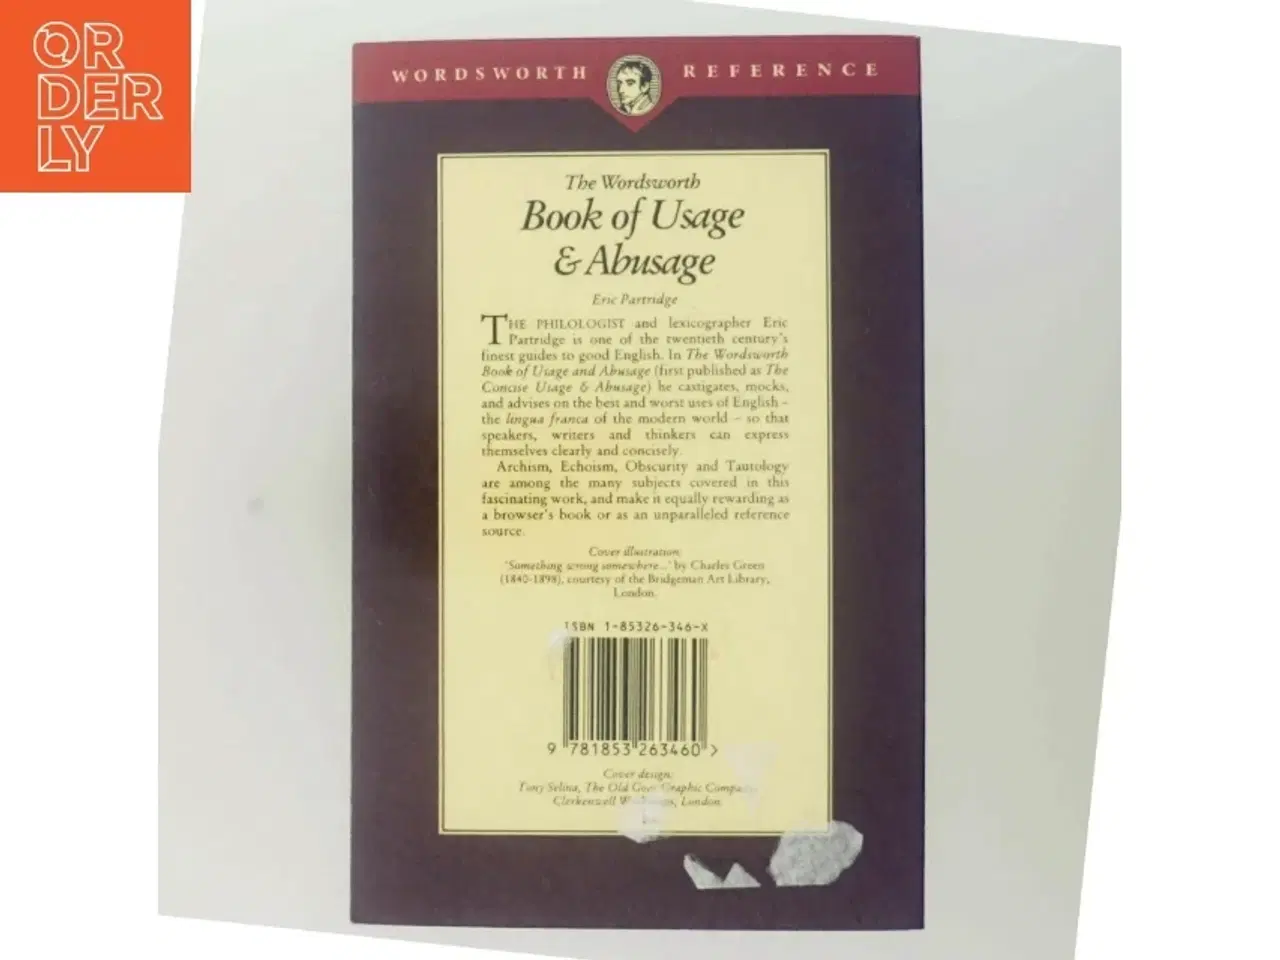 OR
DER
LY
WORDSWORTH REFERENCE
The Wordsworth
Book of Usage
& Abusage
Eric Partridge
THE PHILOLOGIST and lexicographer Eric
Partridge is one of the twentieth century's
finest guides to good English. In The Wordsworth
Book of Usage and Abusage (first published as The
Concise Usage & Abusage) he castigates, mocks,
and advises on the best and worst uses of English –
the lingua franca of the modern world – so that
speakers, writers and thinkers can express
themselves clearly and concisely.
Archism, Echoism, Obscurity and Tautology
are among the many subjects covered in this
fascinating work, and make it equally rewarding as
a browser's book or as an unparalleled reference
source.
Cover illustration:
'Something wrong somewhere...' by Charles Green
(1840-1898), courtesy of the Bridgeman Art Library,
London.
ISBN 1-85326-346-X
9 781853 263460 >
Cover design:
Tony Selina, The Old Graphic
Clerkenwell London